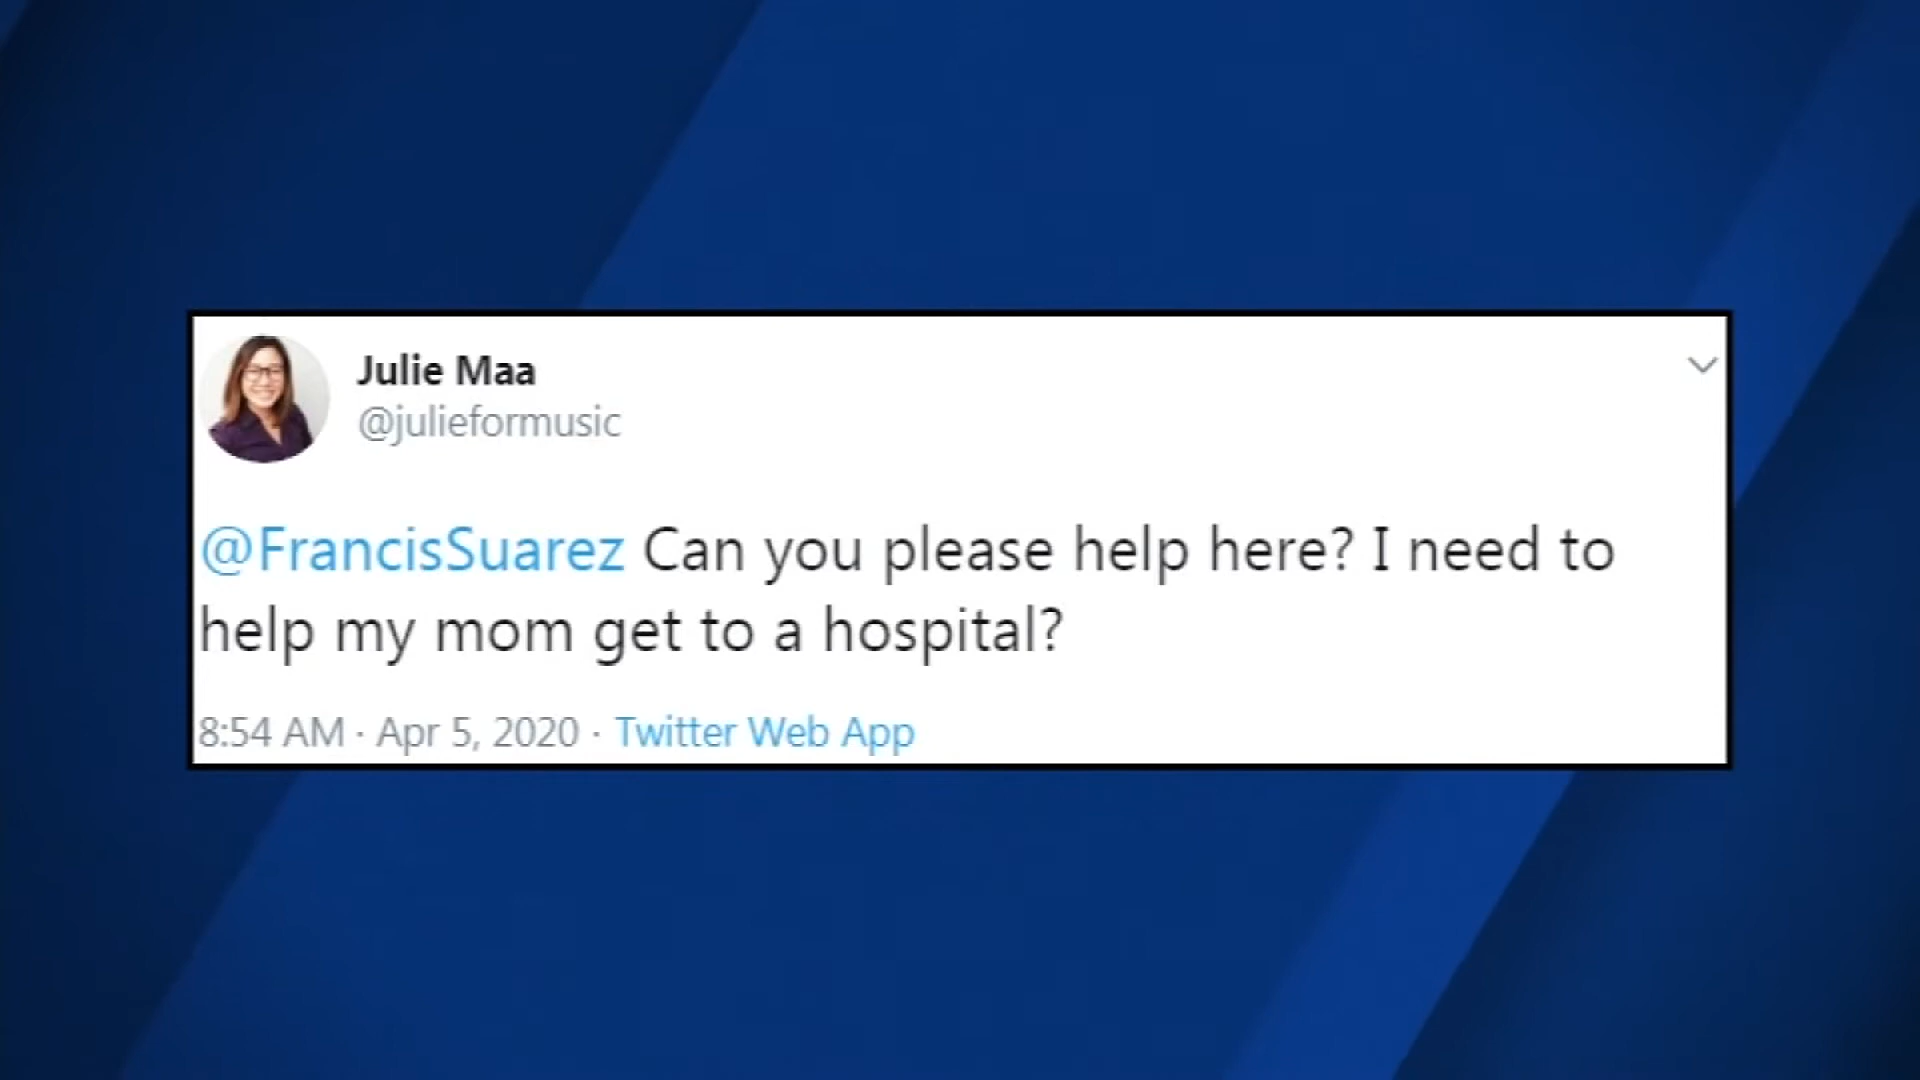 Julie Maa
@julieformusic
@FrancisSuarez Can you please help here? I need to
help my mom get to a hospital?
8:54 AM · Apr 5, 2020 · Twitter Web App